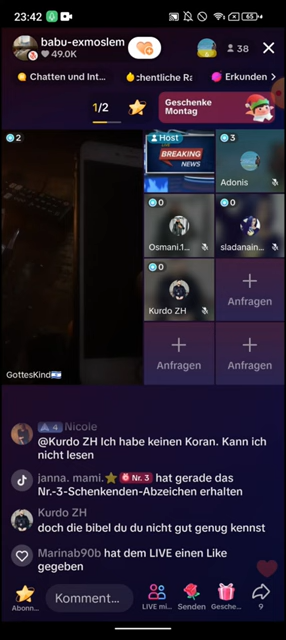 23:42
65
babu-exmoslem
49.0K
38
Chatten und Int...
chentliche Ra
Erkunden
1/2
Geschenke
Montag
2
Host
BREAKING
NEWS
3
Adonis
0
Osmani.1...
0
sladanain...
0
Kurdo ZH
Anfragen
Anfragen
Anfragen
GottesKind🇮🇱
4 Nicole
@Kurdo ZH Ich habe keinen Koran. Kann ich
nicht lesen
janna. mami.⭐ Nr. 3 hat gerade das
Nr.-3-Schenkenden-Abzeichen erhalten
Kurdo ZH
doch die bibel du du nicht gut genug kennst
Marinab90b hat dem LIVE einen Like
gegeben
Abonn...
Komment...
LIVE mi...
Senden
Gesche...
9